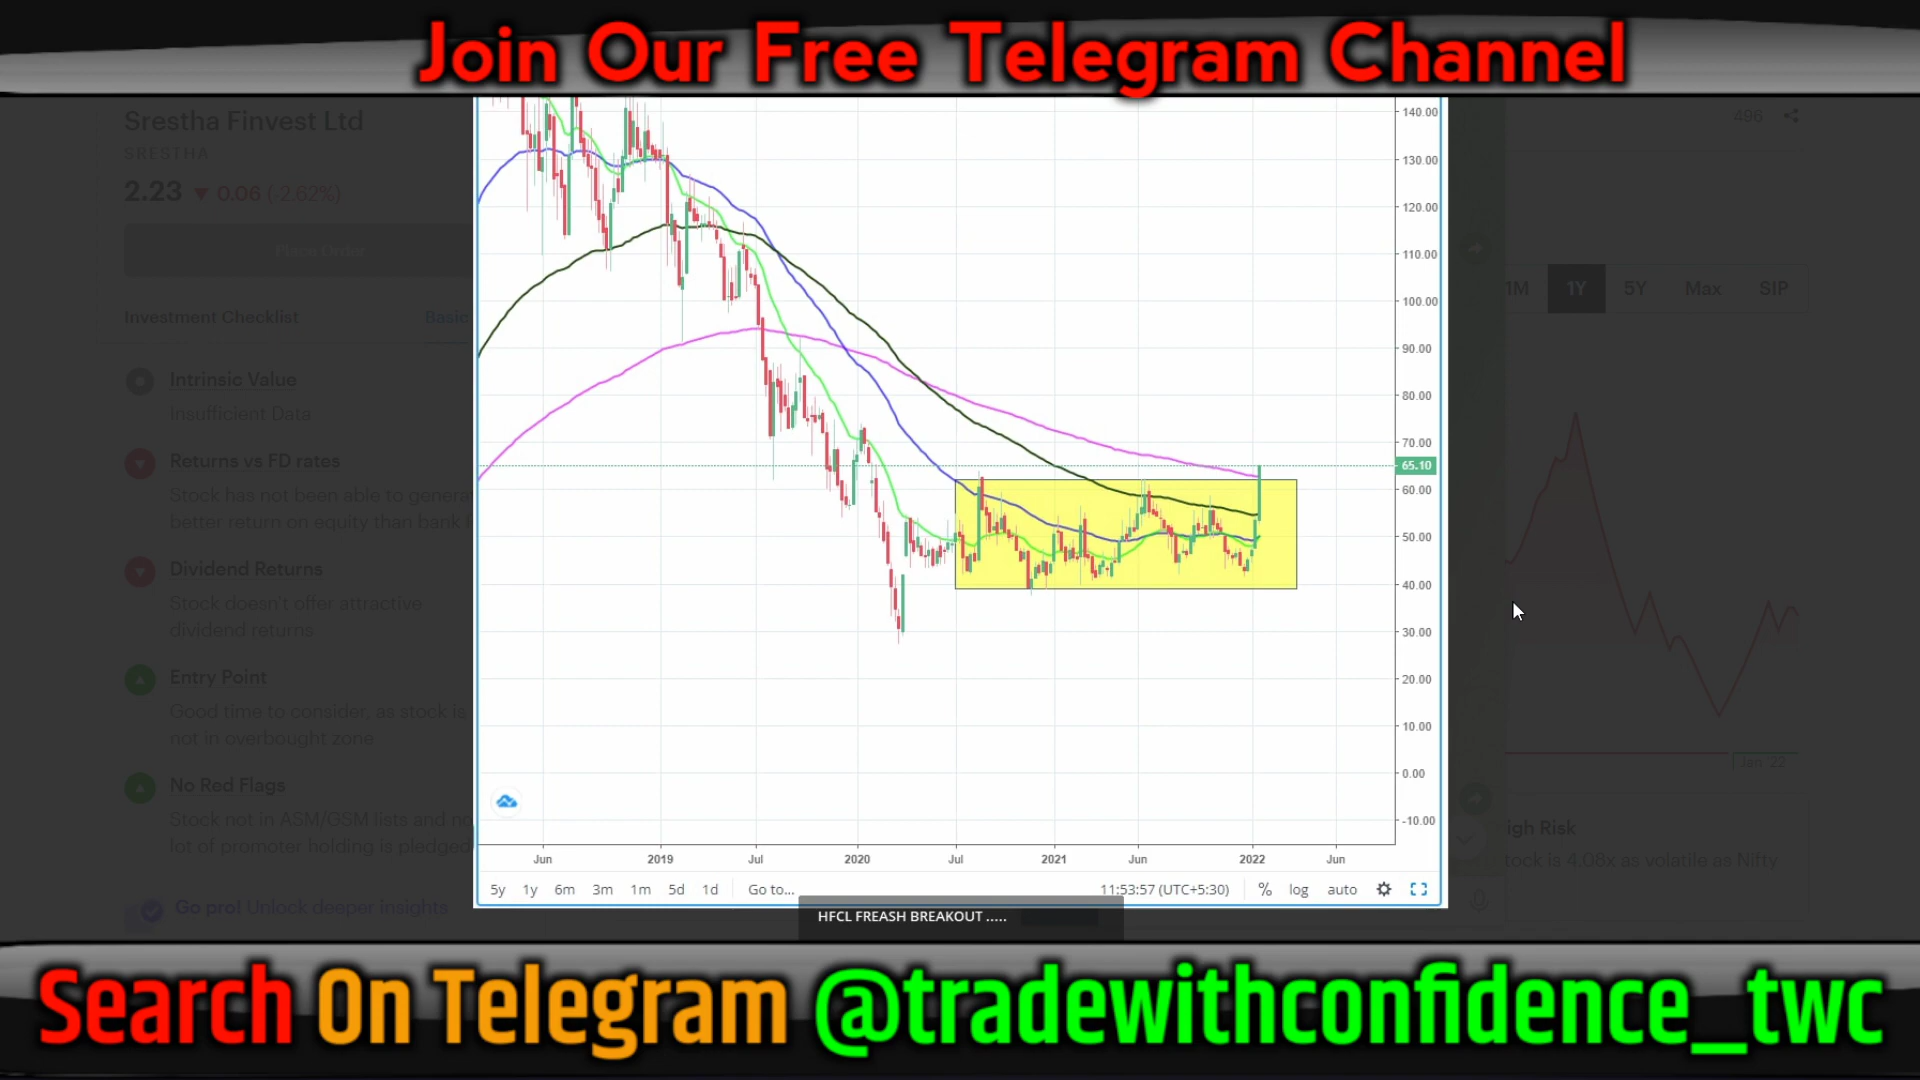 Join Our Free Telegram Channel
Srestha Finvest Ltd
SRESTHA
2.23 ▼ 0.06 (-2.62%)
Place Order
Investment Checklist
Basic
Intrinsic Value
Insufficient Data
Returns vs FD rates
Stock has not been able to genera
better return on equity than bank
Dividend Returns
Stock doesn't offer attractive
dividend returns
Entry Point
Good time to consider, as stock is
not in overbought zone
No Red Flags
Stock not in ASM/GSM lists and no
lot of promoter holding is pledged
Go pro! Unlock deeper insights
140.00
130.00
120.00
110.00
100.00
90.00
80.00
70.00
65.10
60.00
50.00
40.00
30.00
20.00
10.00
0.00
-10.00
Jun 2019 Jul 2020 Jul 2021 Jun 2022 Jun
5y 1y 6m 3m 1m 5d 1d Go to... 11:53:57 (UTC+5:30) % log auto
HFCL FREASH BREAKOUT .....
496
1M 1Y 5Y Max SIP
Jan '22
igh Risk
tock is 4.08x as volatile as Nifty
Search On Telegram @tradewithconfidence_twc